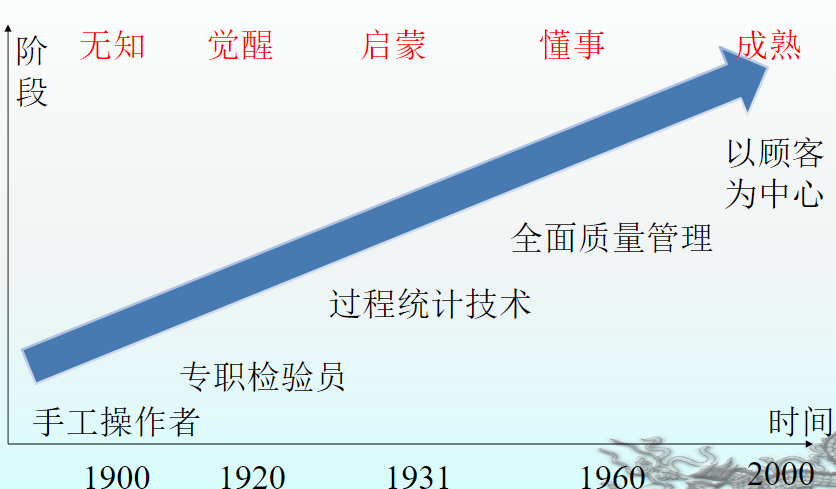 阶
段
无知 觉醒 启蒙 懂事 成熟
以顾客
为中心
全面质量管理
过程统计技术
专职检验员
手工操作者
时间
1900 1920 1931 1960 2000